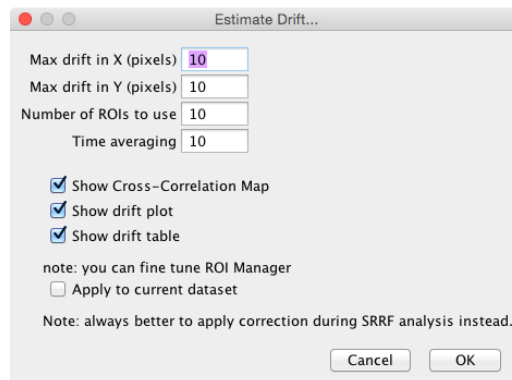 Estimate Drift...
Max drift in X (pixels) 10
Max drift in Y (pixels) 10
Number of ROIs to use 10
Time averaging 10
Show Cross-Correlation Map
Show drift plot
Show drift table
note: you can fine tune ROI Manager
Apply to current dataset
Note: always better to apply correction during SRRF analysis instead.
Cancel OK